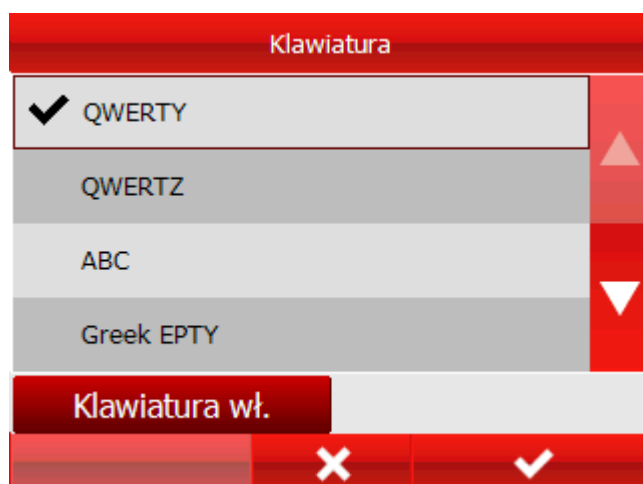 Klawiatura
QWERTY
QWERTZ
ABC
Greek EPTY
Klawiatura wł.